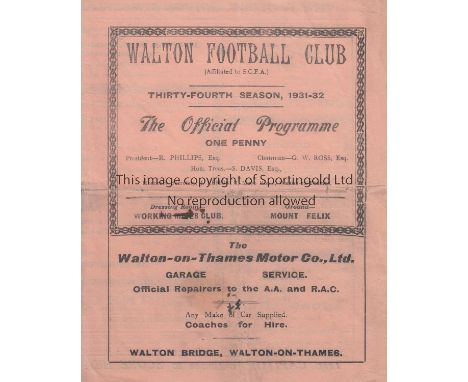 WALTON FOOTBALL CLUB
(Affiliated to S.C.F.A.)
THIRTY-FOURTH SEASON, 1931-32
The Official Programme
ONE PENNY
President—R. PHILLIPS, Esq. Chairman—G. W. ROSS, Esq.
Hon. Treas.—S. DAVIS, Esq.,
This image copyright of Sportingold Ltd
No reproduction allowed
Dressing Rooms— Ground—
WORKING CLUB. MOUNT FELIX
The
Walton-on-Thames Motor Co., Ltd.
GARAGE SERVICE.
Official Repairers to the A.A. and R.A.C.
Any Make of Car Supplied.
Coaches for Hire.
WALTON BRIDGE, WALTON-ON-THAMES.